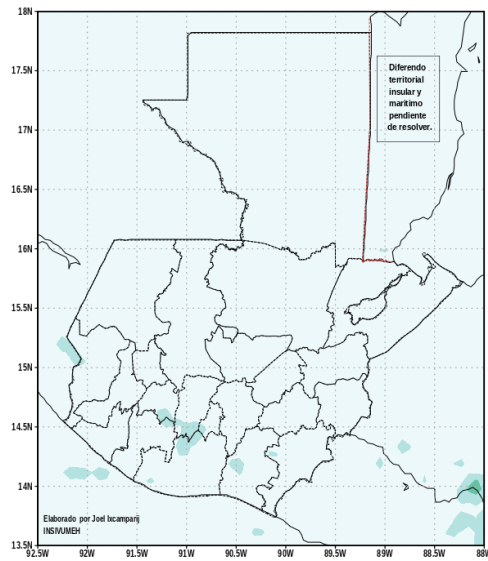 18N
17.5N
17N
16.5N
16N
15.5N
15N
14.5N
14N
13.5N
Diferendo
territorial
insular y
marítimo
pendiente
de resolver.
Elaborado por Joel Ixcamparij
INSIVUMEH
92.5W 92W 91.5W 91W 90.5W 90W 89.5W 89W 88.5W 88W